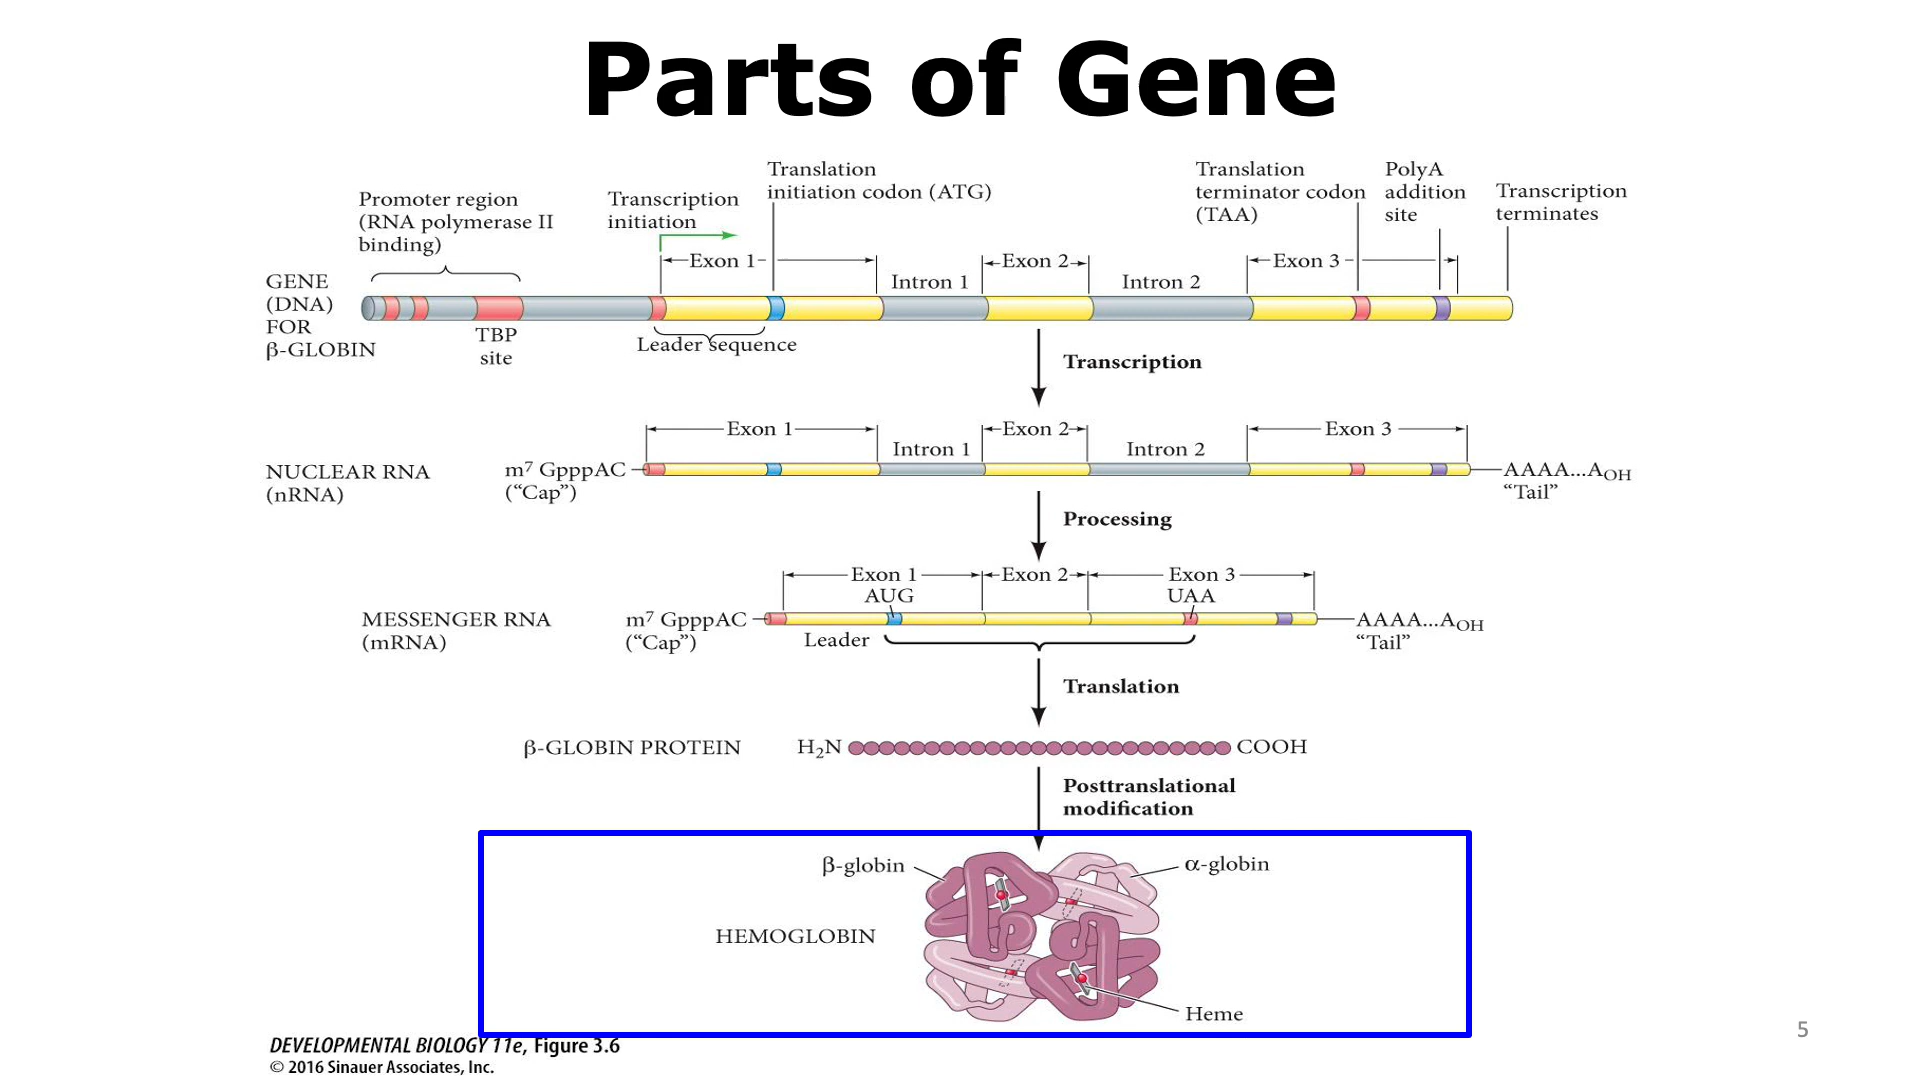 Parts of Gene
Promoter region
(RNA polymerase II
binding)
Transcription
initiation
Translation
initiation codon (ATG)
Translation
terminator codon
(TAA)
PolyA
addition
site
Transcription
terminates
GENE
(DNA)
FOR
β-GLOBIN
Exon 1
Intron 1
Exon 2
Intron 2
Exon 3
TBP
site
Leader sequence
Transcription
NUCLEAR RNA
(nRNA)
m⁷ GpppAC
(“Cap”)
Exon 1
Intron 1
Exon 2
Intron 2
Exon 3
AAAA...A_OH
“Tail”
Processing
MESSENGER RNA
(mRNA)
m⁷ GpppAC
(“Cap”)
Exon 1
AUG
Exon 2
Exon 3
UAA
Leader
AAAA...A_OH
“Tail”
Translation
β-GLOBIN PROTEIN
H₂N
COOH
Posttranslational
modification
β-globin
α-globin
HEMOGLOBIN
Heme
DEVELOPMENTAL BIOLOGY 11e, Figure 3.6
© 2016 Sinauer Associates, Inc.
5